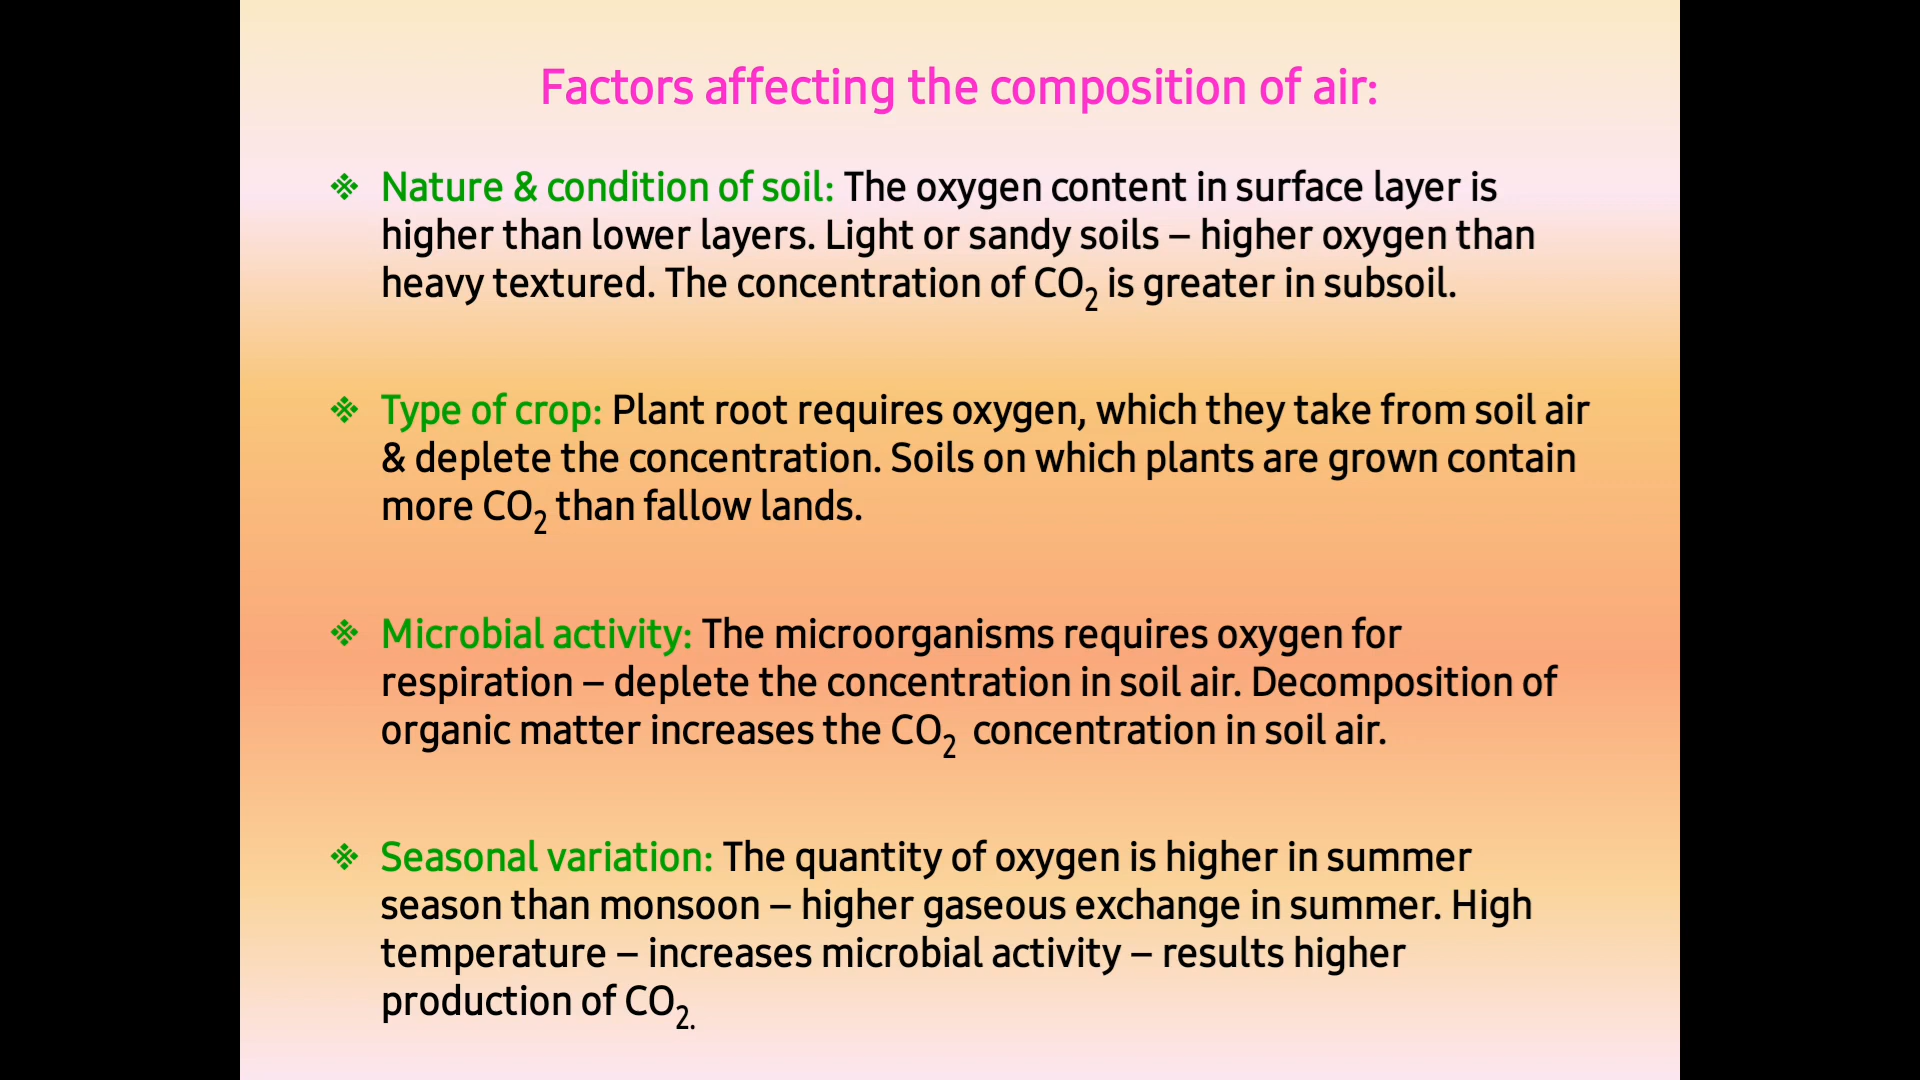 Factors affecting the composition of air:
❖ Nature & condition of soil: The oxygen content in surface layer is
higher than lower layers. Light or sandy soils – higher oxygen than
heavy textured. The concentration of CO₂ is greater in subsoil.
❖ Type of crop: Plant root requires oxygen, which they take from soil air
& deplete the concentration. Soils on which plants are grown contain
more CO₂ than fallow lands.
❖ Microbial activity: The microorganisms requires oxygen for
respiration – deplete the concentration in soil air. Decomposition of
organic matter increases the CO₂ concentration in soil air.
❖ Seasonal variation: The quantity of oxygen is higher in summer
season than monsoon – higher gaseous exchange in summer. High
temperature – increases microbial activity – results higher
production of CO₂.